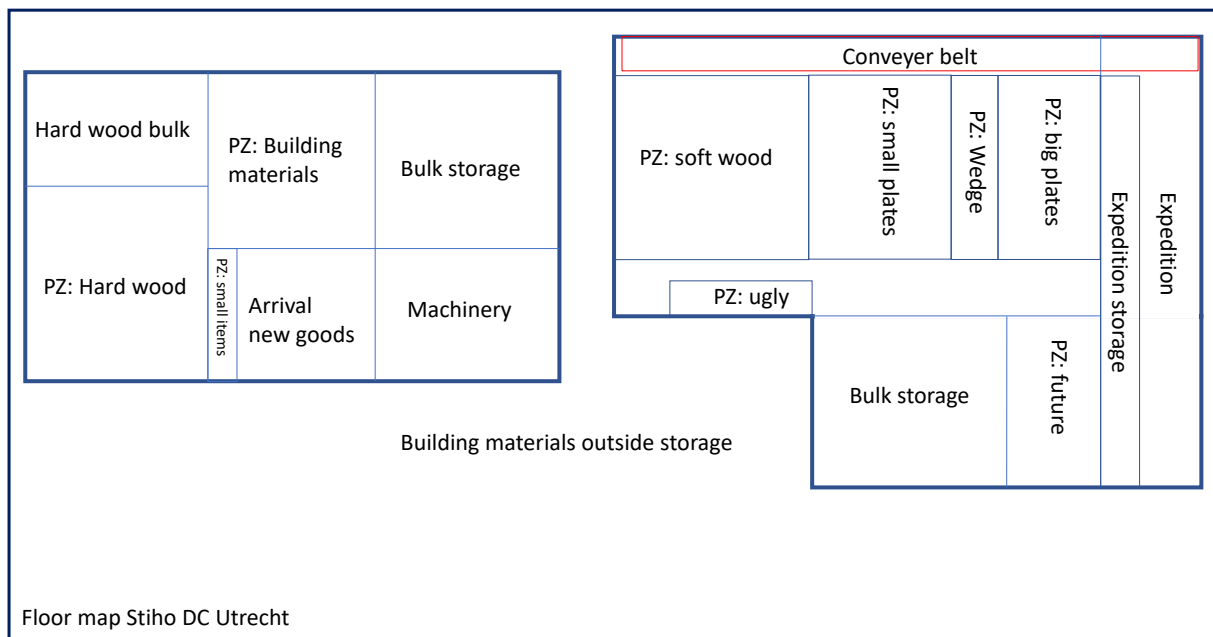 Conveyer belt
Hard wood bulk
PZ: Building
materials
Bulk storage
PZ: Hard wood
PZ: small items
Arrival
new goods
Machinery
PZ: soft wood
PZ: small plates
PZ: Wedge
PZ: big plates
Expedition storage
Expedition
PZ: ugly
Bulk storage
PZ: future
Building materials outside storage
Floor map Stiho DC Utrecht